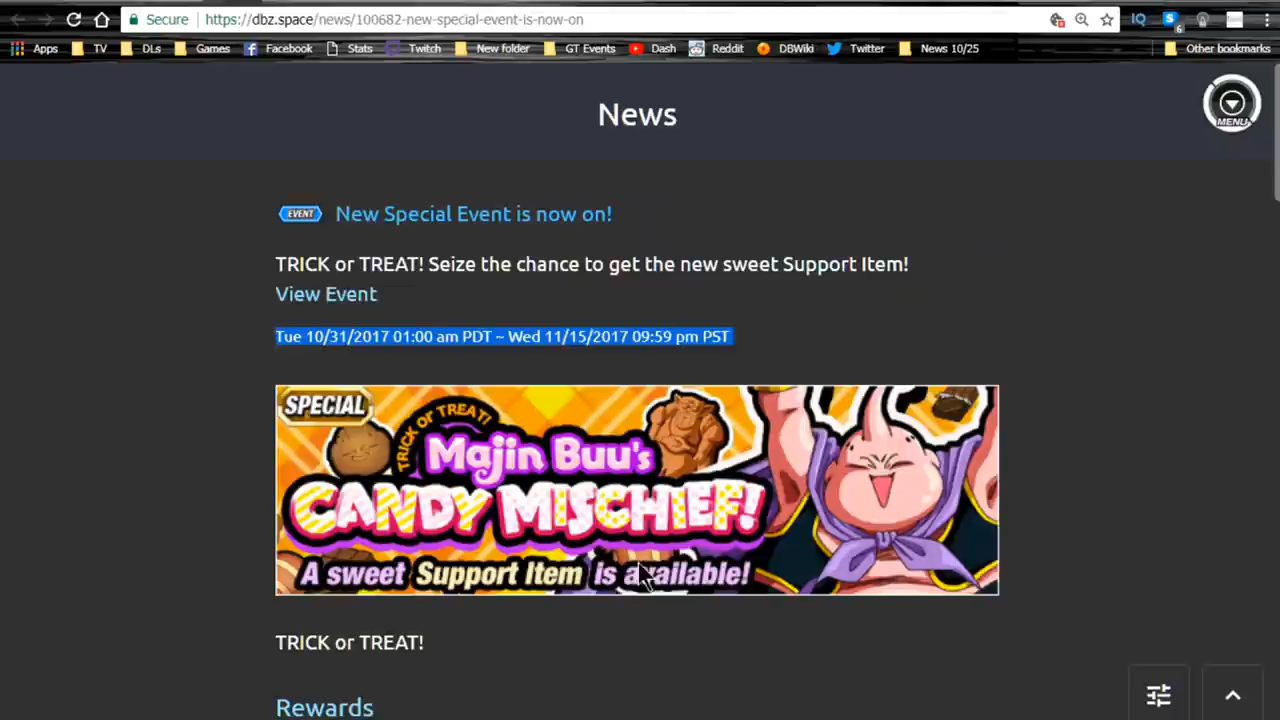 Secure https://dbz.space/news/100682-new-special-event-is-now-on IQ 6
Apps TV DLs Games Facebook Stats Twitch New folder GT Events Dash Reddit DBWiki Twitter News 10/25 Other bookmarks
News
MENU
EVENT New Special Event is now on!
TRICK or TREAT! Seize the chance to get the new sweet Support Item!
View Event
Tue 10/31/2017 01:00 am PDT ~ Wed 11/15/2017 09:59 pm PST
SPECIAL
TRICK OR TREAT!
Majin Buu's
CANDY MISCHIEF!
A sweet Support Item is available!
TRICK or TREAT!
Rewards